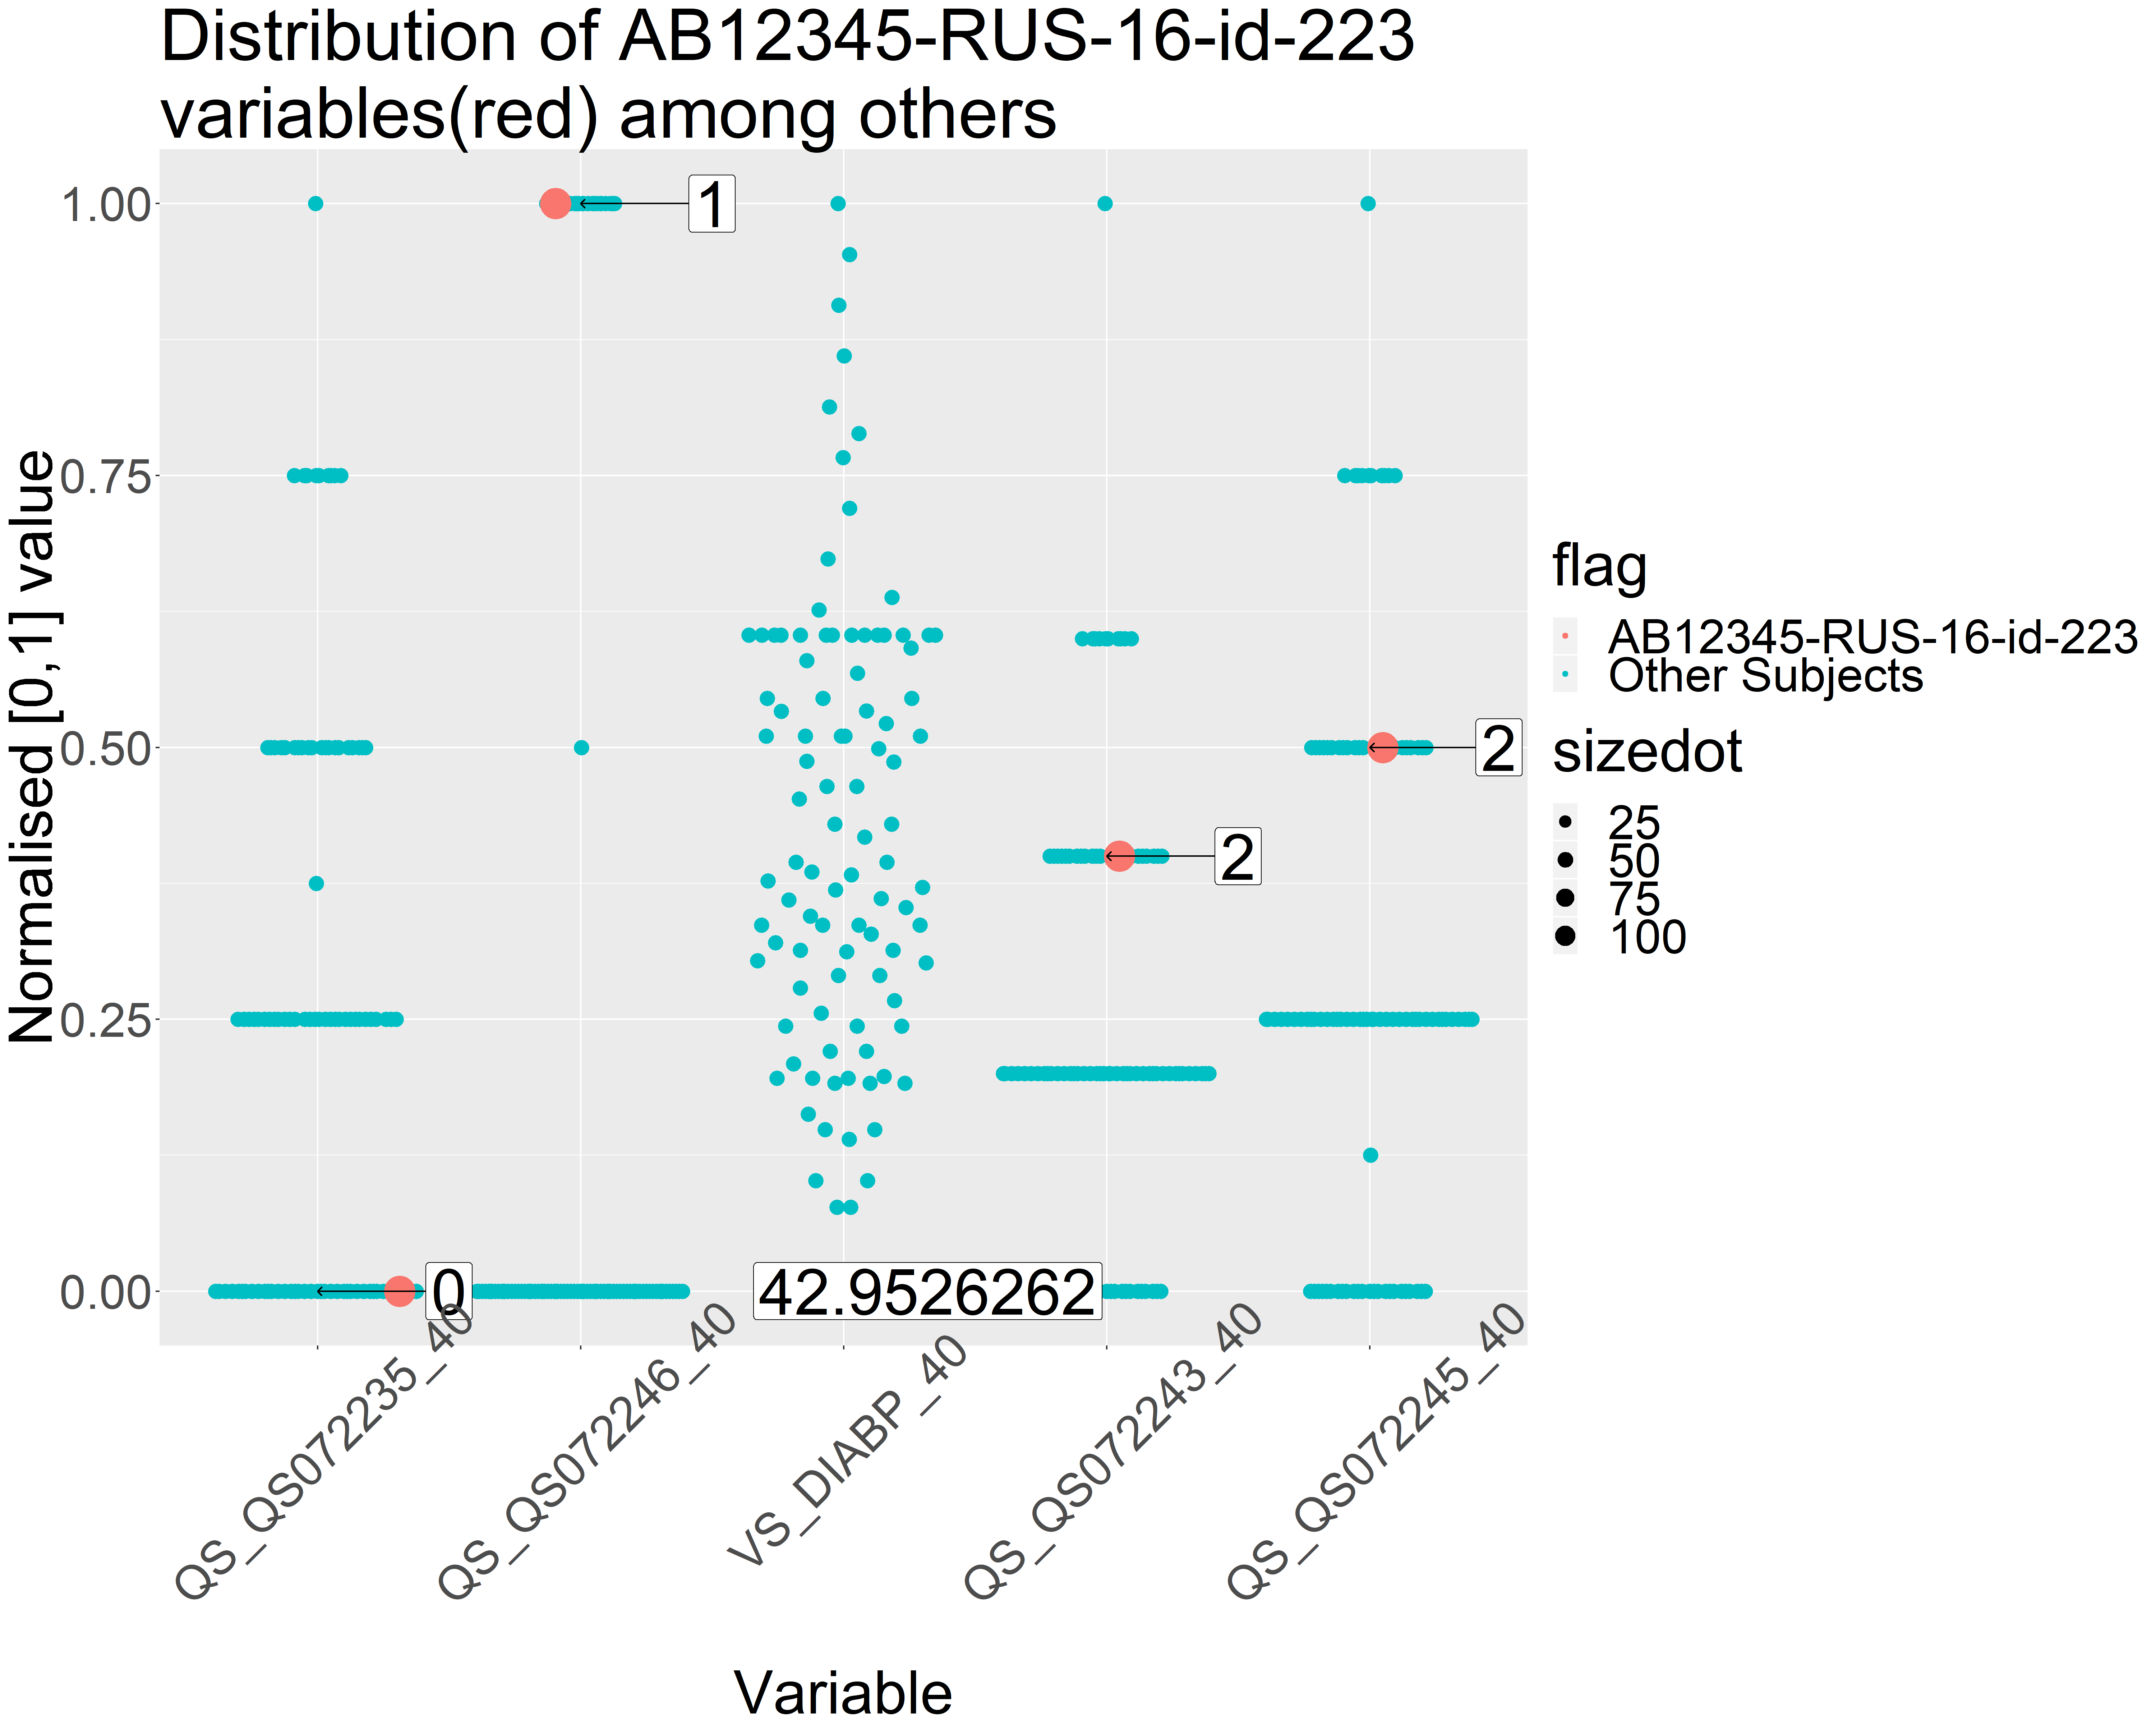 Distribution of AB12345-RUS-16-id-223
variables(red) among others
Normalised [0,1] value
1.00
0.75
0.50
0.25
0.00
1
2
2
0
42.9526262
QS_QS072235_40
QS_QS072246_40
VS_DIABP_40
QS_QS072243_40
QS_QS072245_40
Variable
flag
AB12345-RUS-16-id-223
Other Subjects
sizedot
25
50
75
100